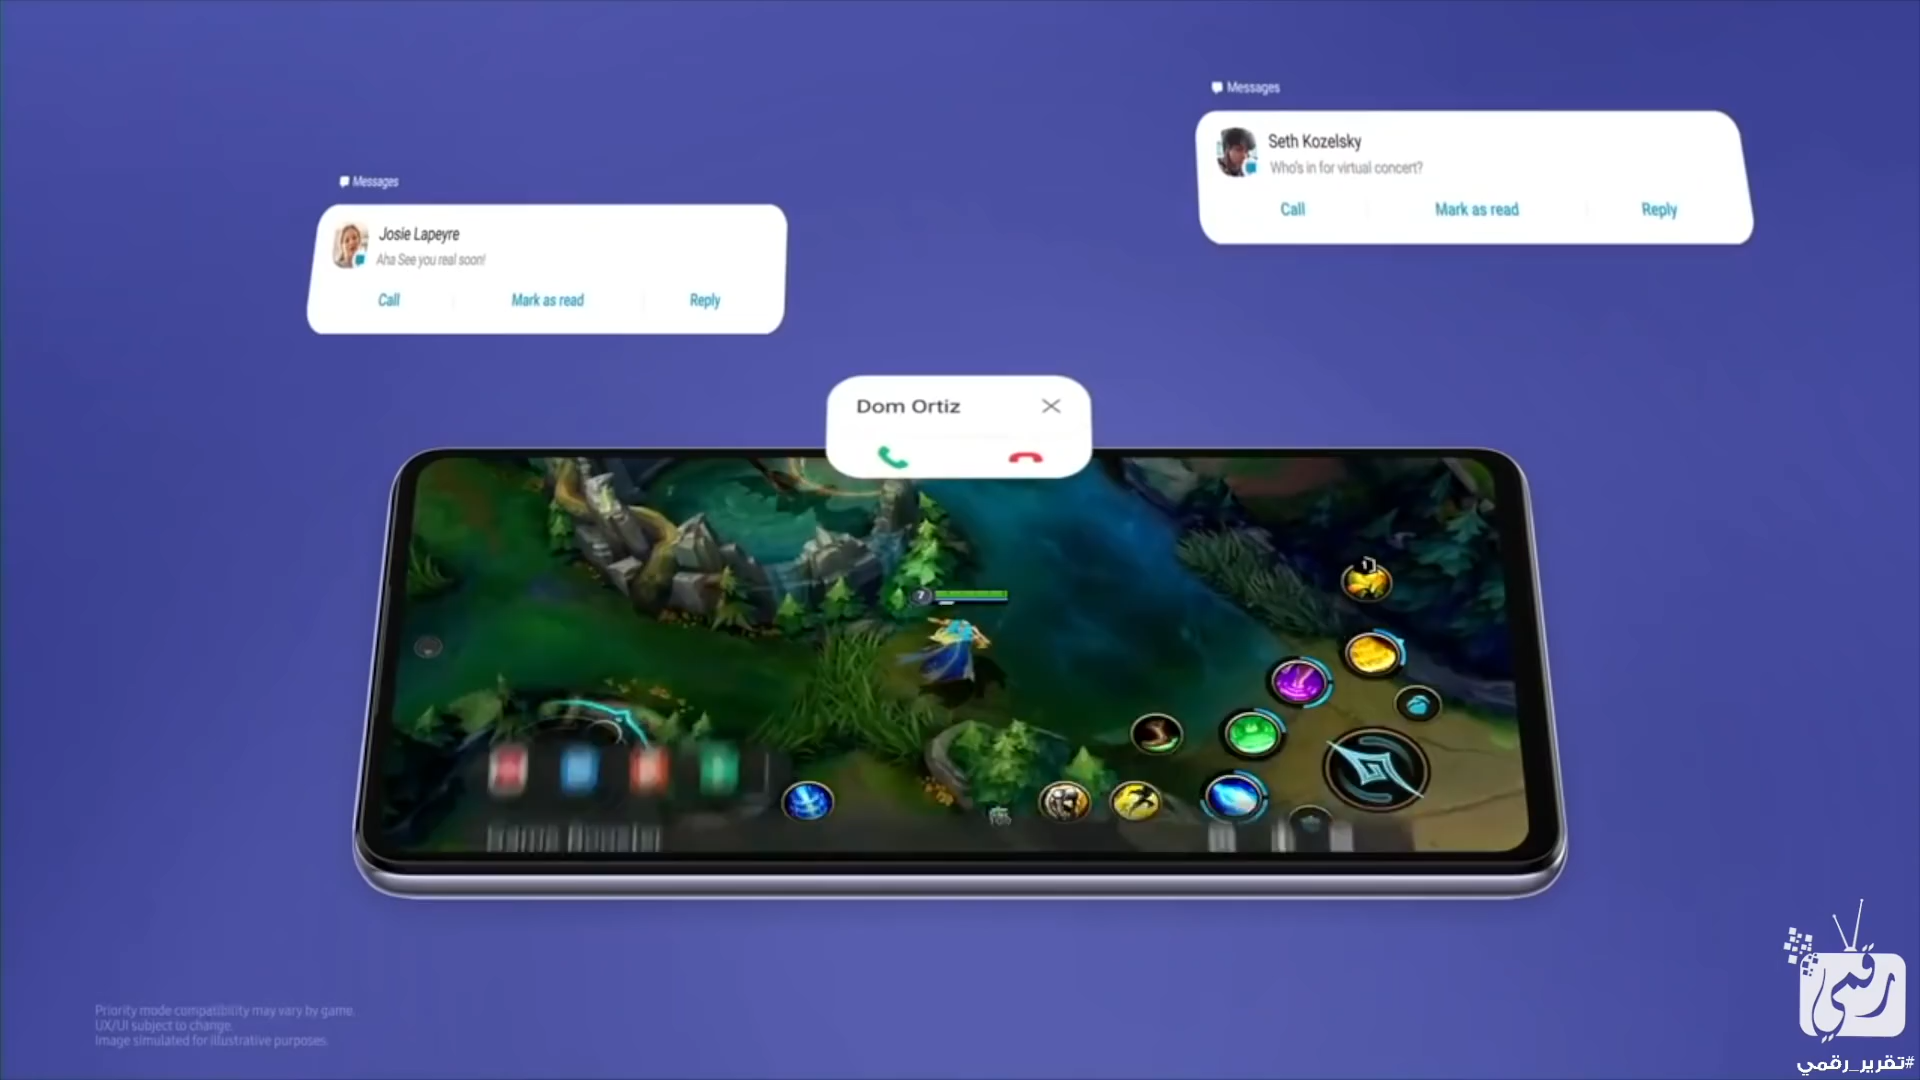 Messages
Seth Kozelsky
Who's in for virtual concert?
Call Mark as read Reply
Messages
Josie Lapeyre
Aha See you real soon!
Call Mark as read Reply
Dom Ortiz
7
Priority mode compatibility may vary by game.
UX/UI subject to change.
Image simulated for illustrative purposes.
رقمي
#تقرير_رقمي